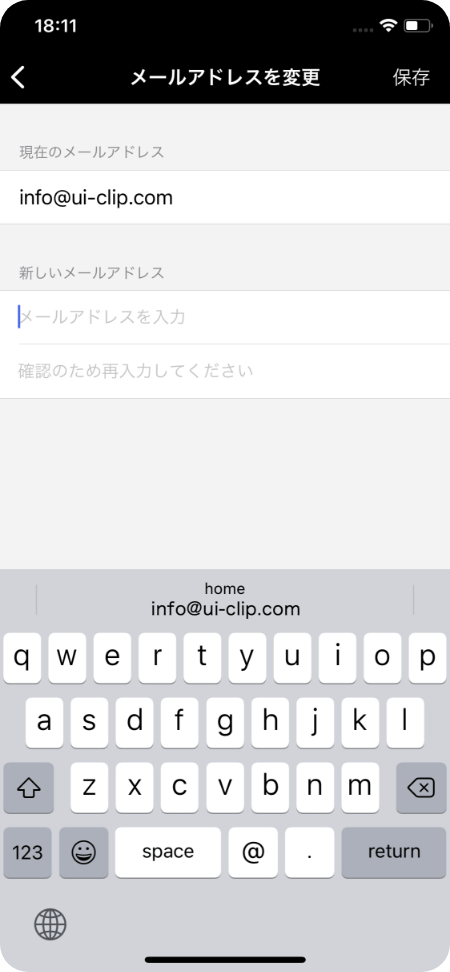 18:11
メールアドレスを変更
保存
現在のメールアドレス
info@ui-clip.com
新しいメールアドレス
メールアドレスを入力
確認のため再入力してください
home
info@ui-clip.com
q w e r t y u i o p
a s d f g h j k l
z x c v b n m
123 space @ . return